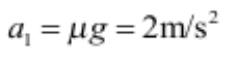 a₁ = μg = 2m/s²